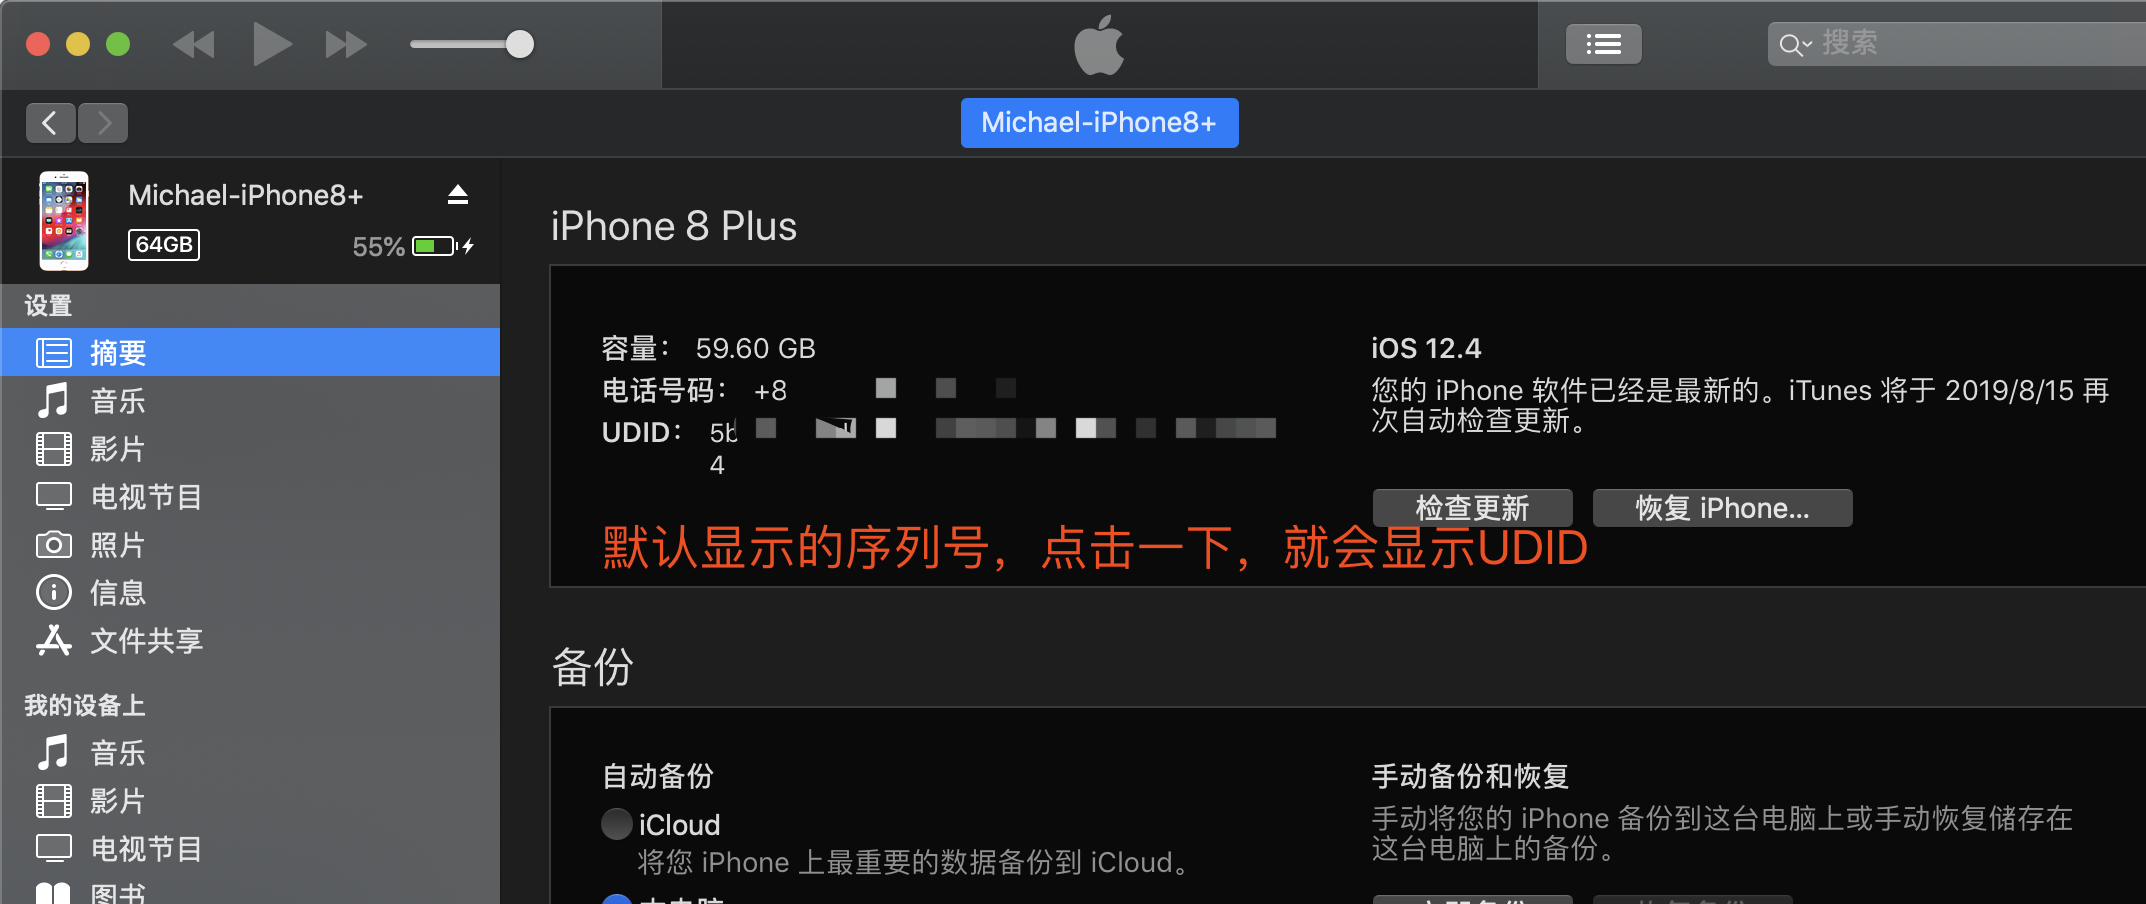 搜索
Michael-iPhone8+
Michael-iPhone8+
64GB
55%
设置
摘要
音乐
影片
电视节目
照片
信息
文件共享
我的设备上
音乐
影片
电视节目
图书
iPhone 8 Plus
容量： 59.60 GB
电话号码： +8
UDID： 5b
4
iOS 12.4
您的 iPhone 软件已经是最新的。iTunes 将于 2019/8/15 再
次自动检查更新。
检查更新
恢复 iPhone...
默认显示的序列号，点击一下，就会显示UDID
备份
自动备份
iCloud
将您 iPhone 上最重要的数据备份到 iCloud。
手动备份和恢复
手动将您的 iPhone 备份到这台电脑上或手动恢复储存在
这台电脑上的备份。